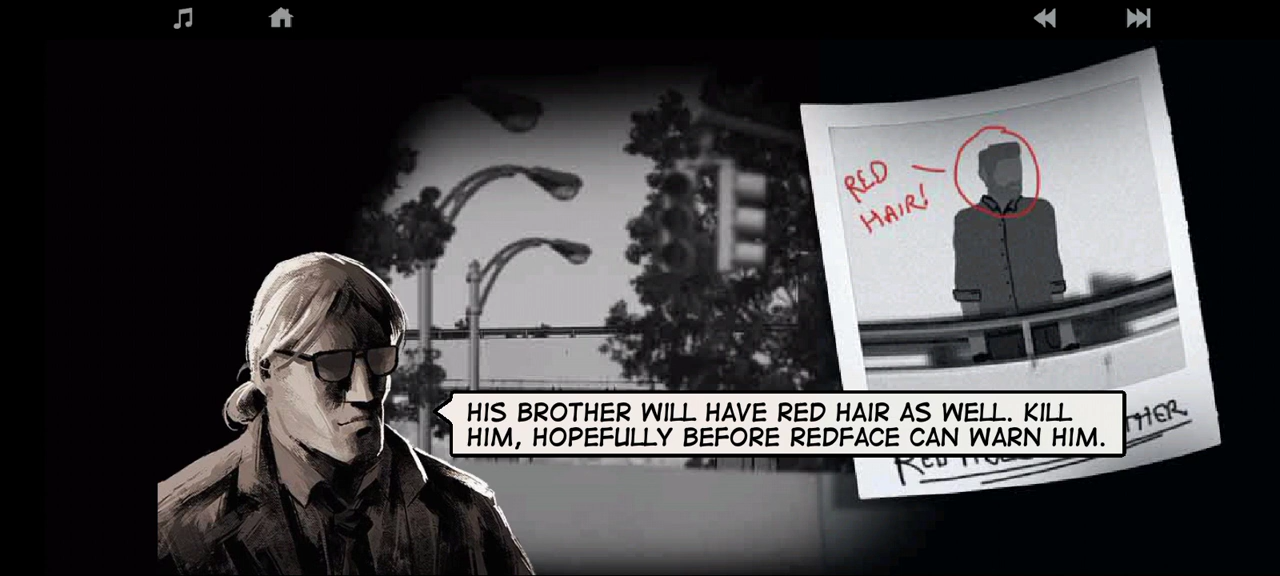 RED
HAIR!
HIS BROTHER WILL HAVE RED HAIR AS WELL. KILL
HIM, HOPEFULLY BEFORE REDFACE CAN WARN HIM.